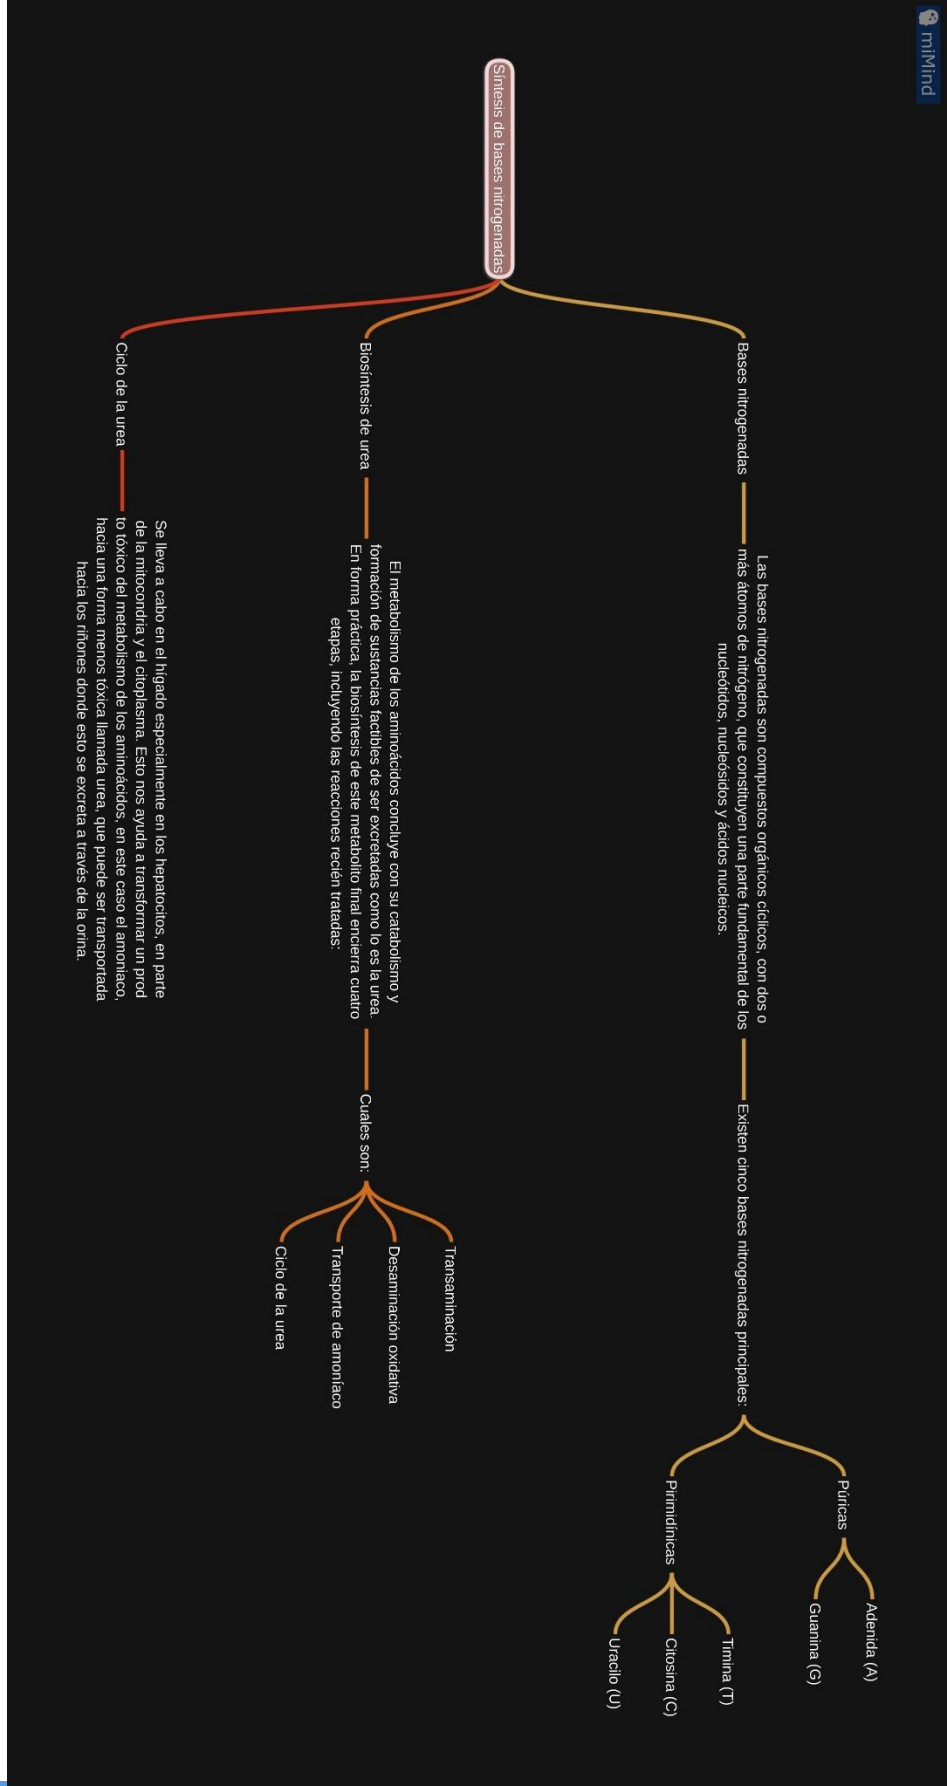 miMind
Síntesis de bases nitrogenadas
Bases nitrogenadas
Las bases nitrogenadas son compuestos orgánicos cíclicos, con dos o
más átomos de nitrógeno, que constituyen una parte fundamental de los
nucleótidos, nucleósidos y ácidos nucleicos.
Existen cinco bases nitrogenadas principales:
Púricas
Adenida (A)
Guanina (G)
Pirimidínicas
Timina (T)
Citosina (C)
Uracilo (U)
Biosíntesis de urea
El metabolismo de los aminoácidos concluye con su catabolismo y
formación de sustancias factibles de ser excretadas como lo es la urea.
En forma práctica, la biosíntesis de este metabolito final encierra cuatro
etapas, incluyendo las reacciones recién tratadas:
Cuales son:
Transaminación
Desaminación oxidativa
Transporte de amoníaco
Ciclo de la urea
Ciclo de la urea
Se lleva a cabo en el hígado especialmente en los hepatocitos, en parte
de la mitocondria y el citoplasma. Esto nos ayuda a transformar un prod
to tóxico del metabolismo de los aminoácidos, en este caso el amoniaco,
hacia una forma menos tóxica llamada urea, que puede ser transportada
hacia los riñones donde esto se excreta a través de la orina.